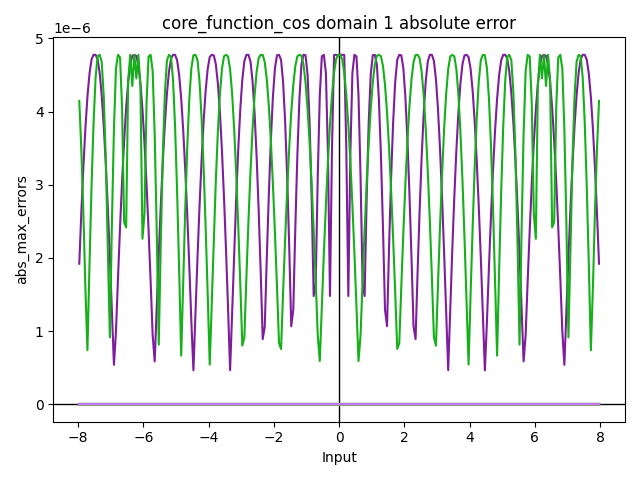 core_function_cos domain 1 absolute error
1e−6
5
4
3
2
1
0
abs_max_errors
−8 −6 −4 −2 0 2 4 6 8
Input